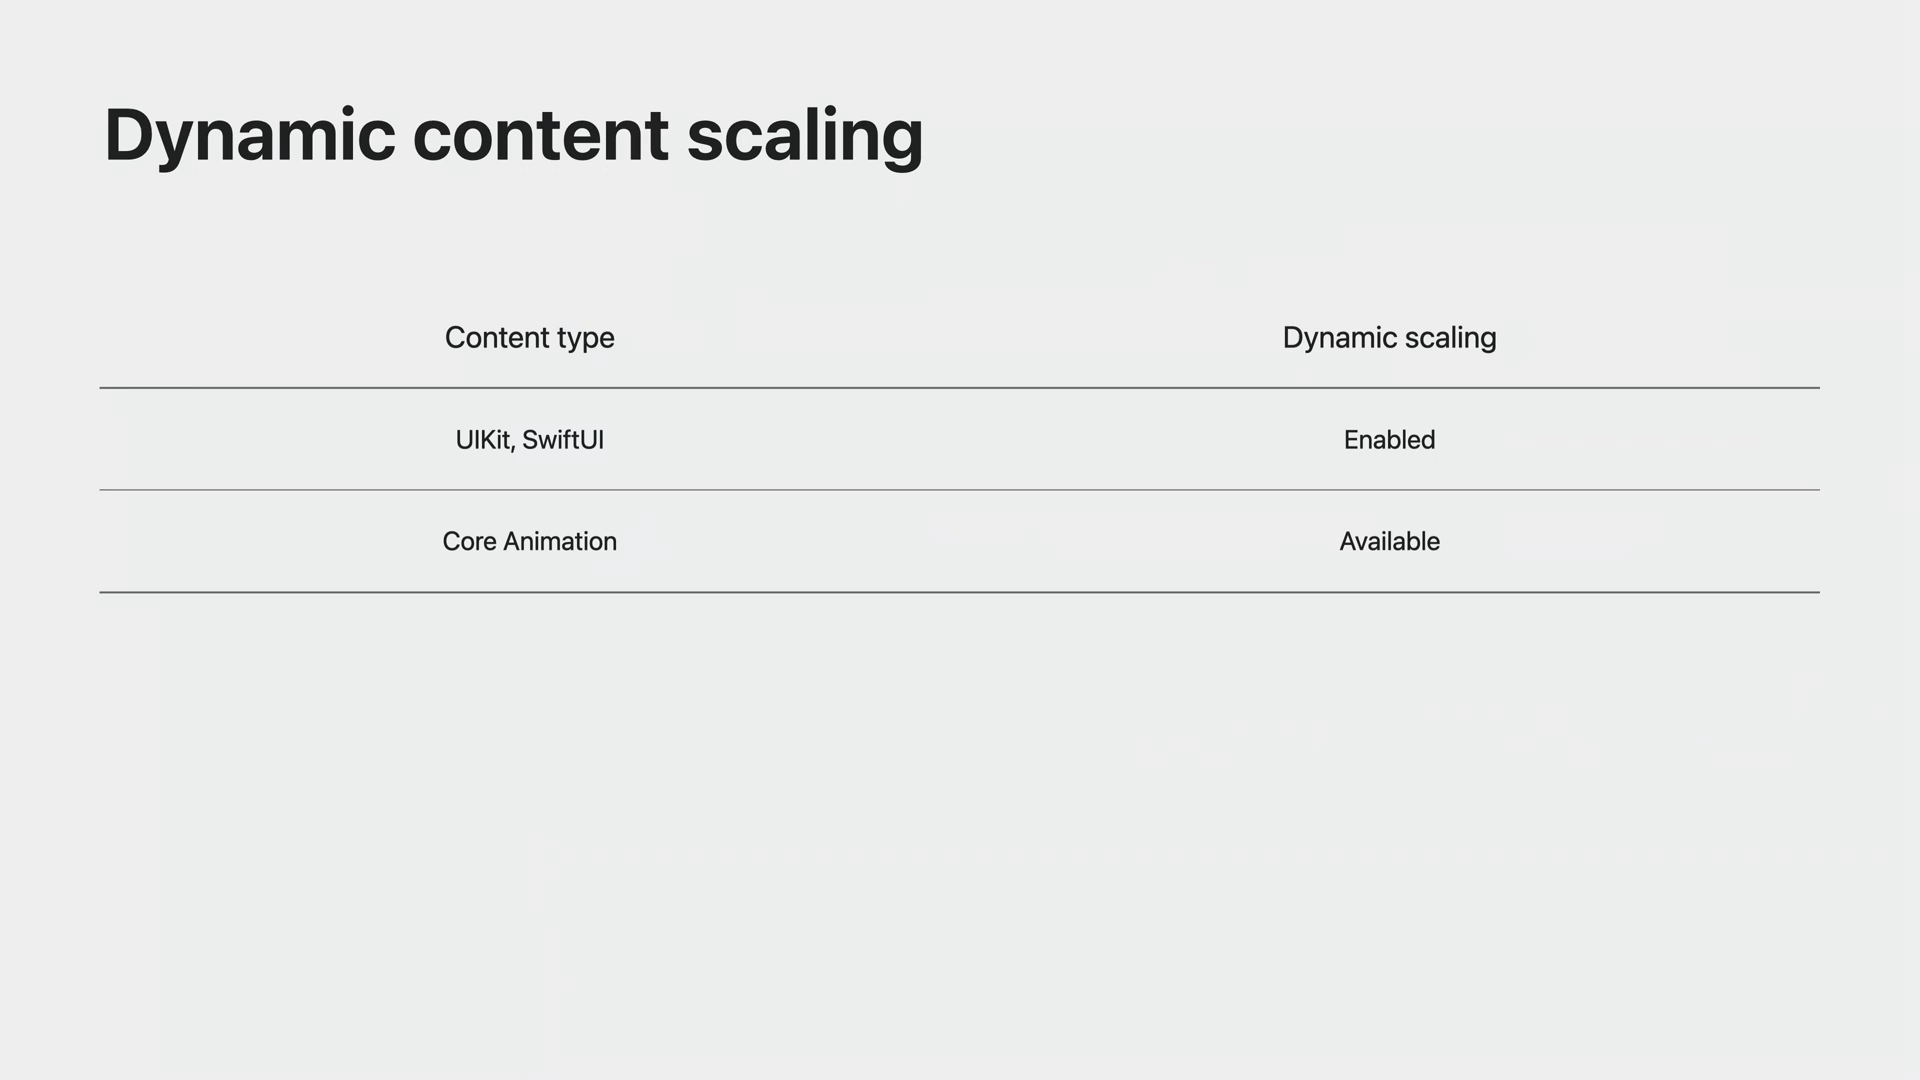 Dynamic content scaling
Content type Dynamic scaling
UIKit, SwiftUI Enabled
Core Animation Available